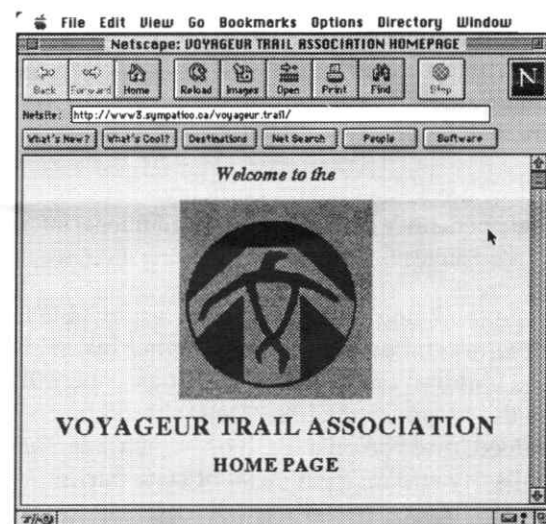 File Edit View Go Bookmarks Options Directory Window
Netscape: VOYAGEUR TRAIL ASSOCIATION HOMEPAGE
Back Forward Home Reload Images Open Print Find Stop
N
Netsite: http://www3.sympatico.ca/voyageur.trail/
What's New? What's Cool? Destinations Net Search People Software
Welcome to the
VOYAGEUR TRAIL ASSOCIATION
HOME PAGE